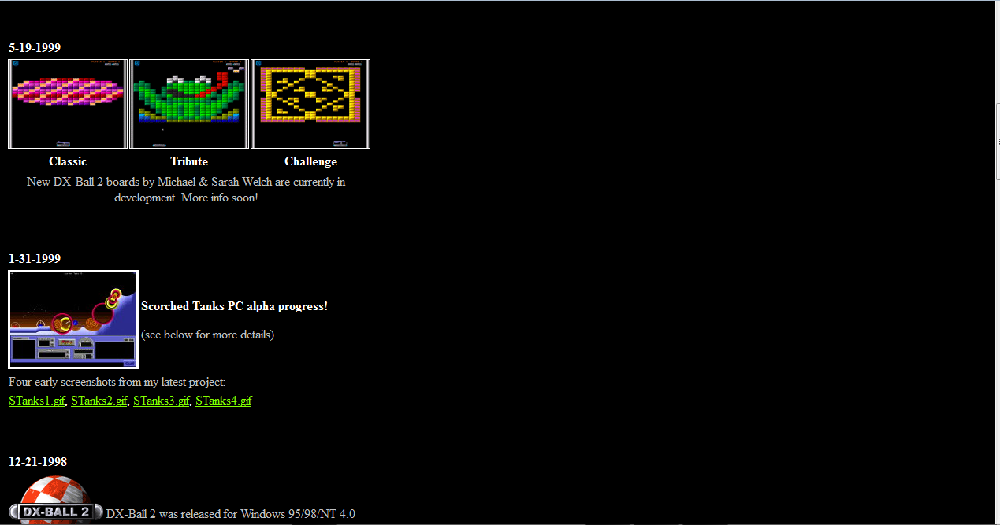 5-19-1999
Classic Tribute Challenge
New DX-Ball 2 boards by Michael & Sarah Welch are currently in
development. More info soon!
1-31-1999
Scorched Tanks PC alpha progress!
(see below for more details)
Four early screenshots from my latest project:
STanks1.gif, STanks2.gif, STanks3.gif, STanks4.gif
12-21-1998
DX-BALL 2 DX-Ball 2 was released for Windows 95/98/NT 4.0